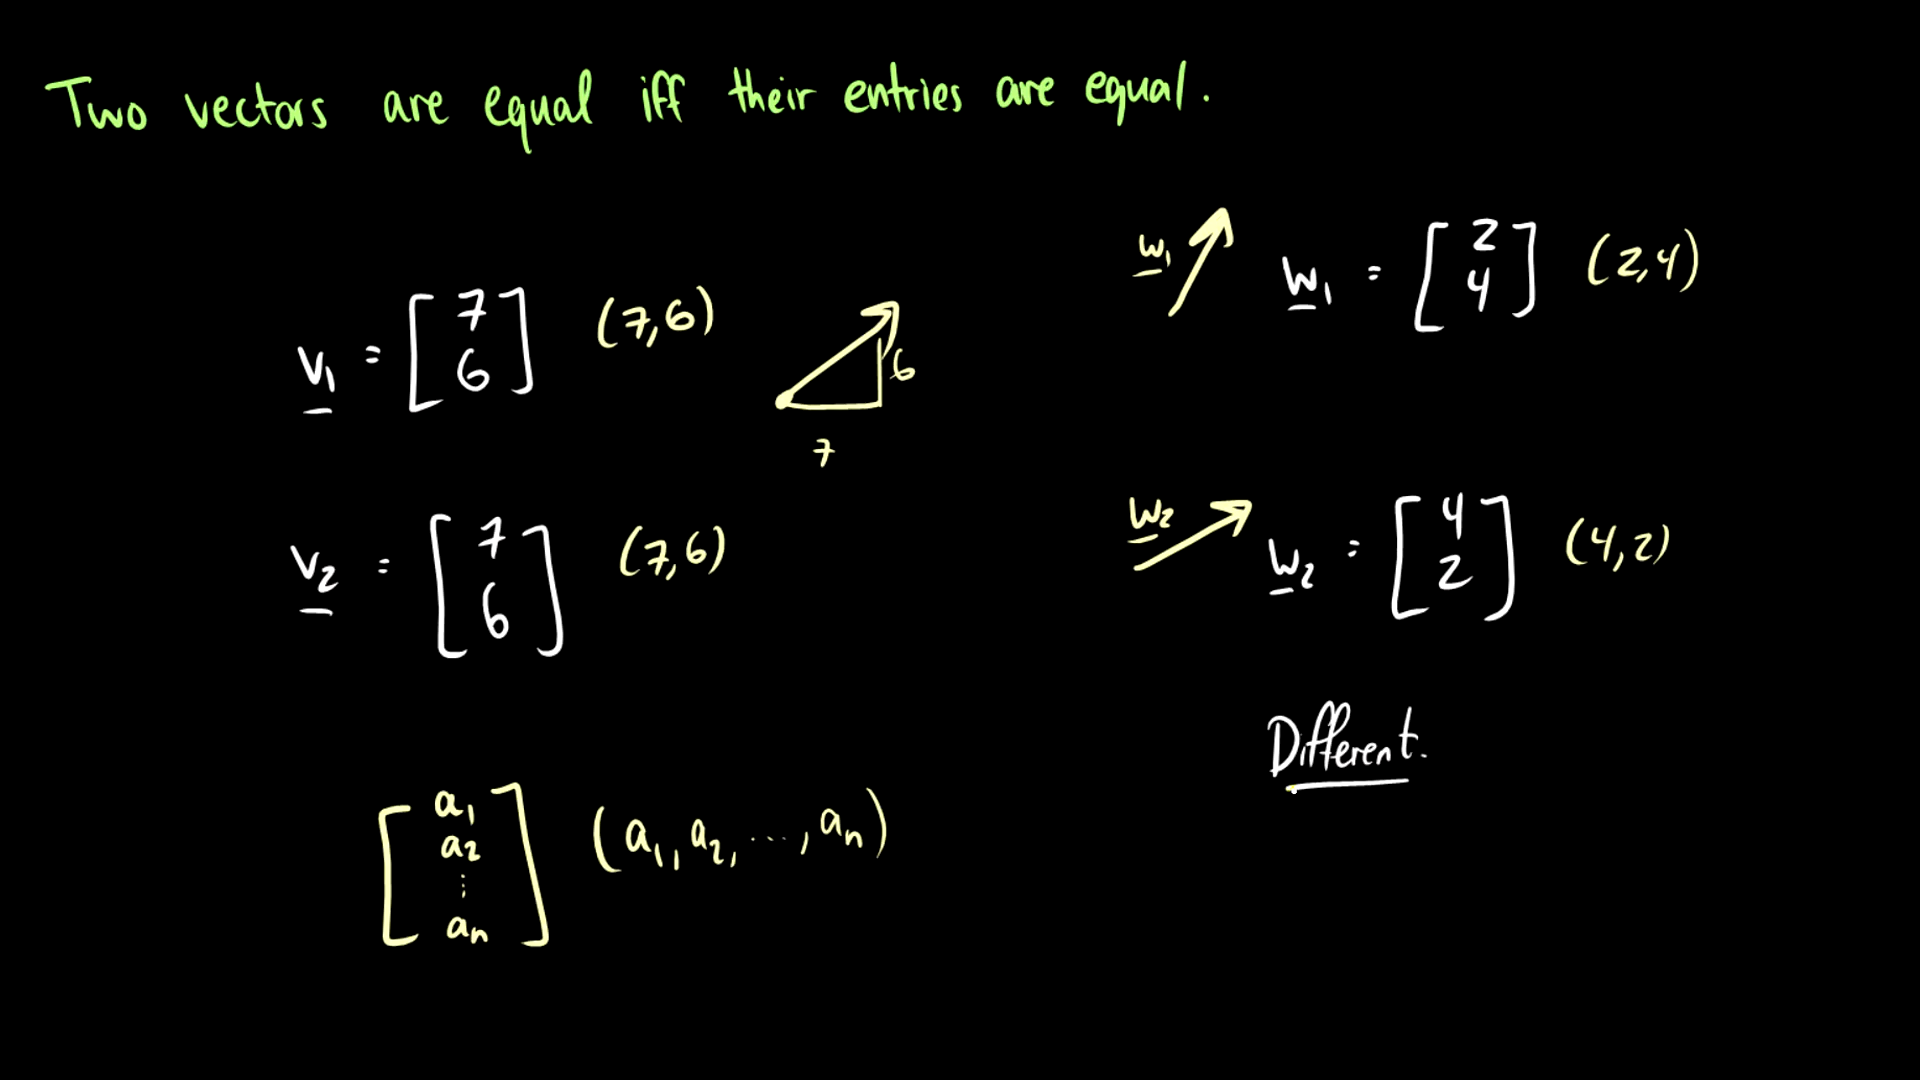 Two vectors are equal iff their entries are equal.
v1 = [ 7 6 ] (7,6)
6
7
v2 = [ 7 6 ] (7,6)
[ a1 a2 ⋮ an ] (a1, a2, ..., an)
w1
w1 = [ 2 4 ] (2,4)
w2
w2 = [ 4 2 ] (4,2)
Different.